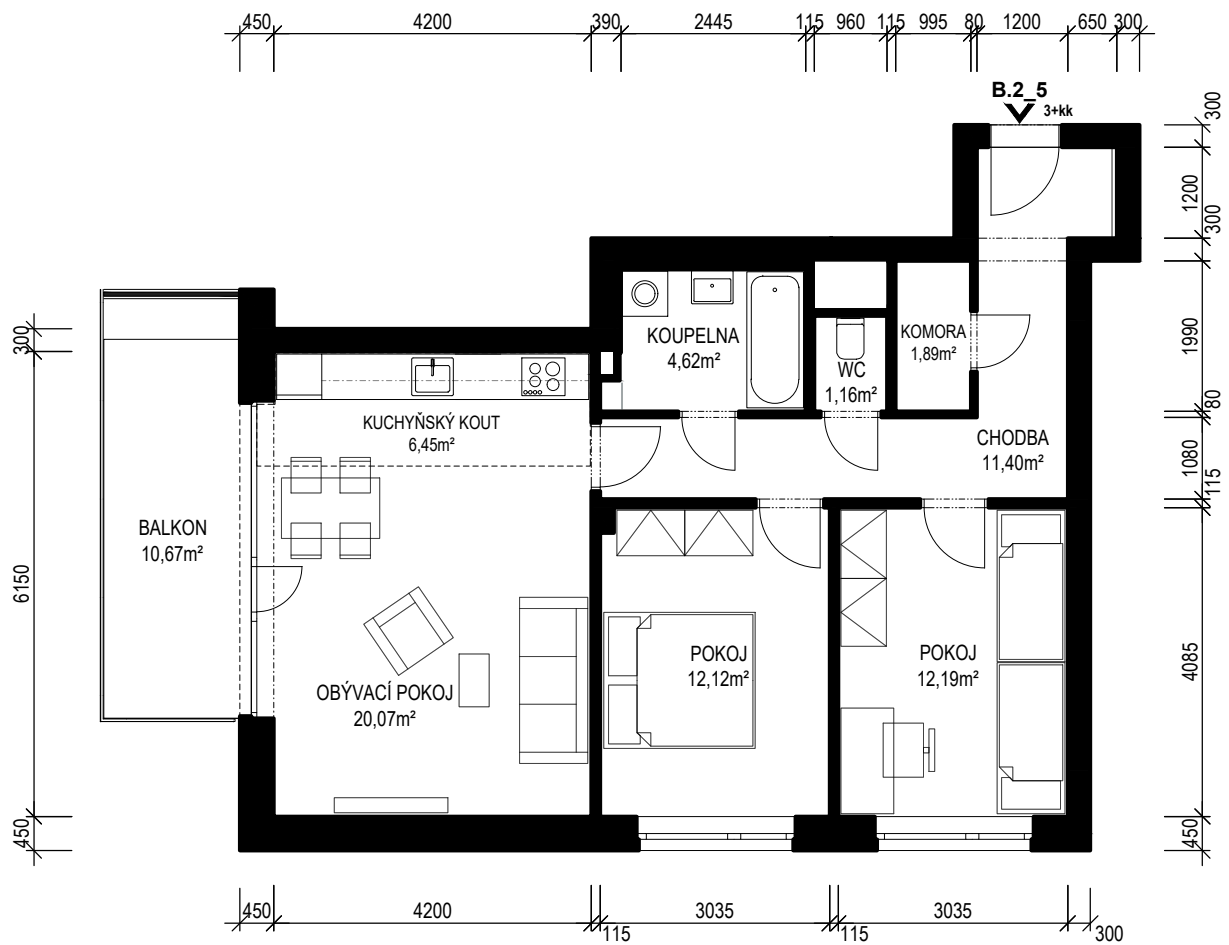 450 4200 390 2445 115 960 115 995 80 1200 650 300
B.2_5
3+kk
300
1200
300
1990
80
1080
115
4085
450
300
6150
450
KOUPELNA
4,62m²
WC
1,16m²
KOMORA
1,89m²
KUCHYŇSKÝ KOUT
6,45m²
CHODBA
11,40m²
BALKON
10,67m²
OBÝVACÍ POKOJ
20,07m²
POKOJ
12,12m²
POKOJ
12,19m²
450 4200 115 3035 115 3035 300